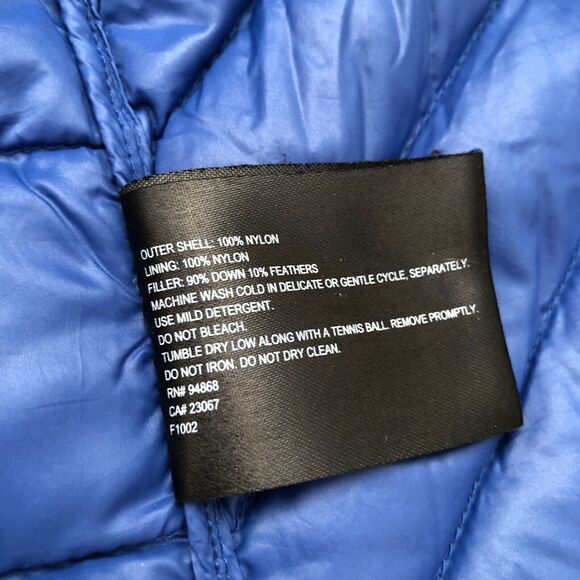 OUTER SHELL: 100% NYLON
LINING: 100% NYLON
FILLER: 90% DOWN 10% FEATHERS
MACHINE WASH COLD IN DELICATE OR GENTLE CYCLE, SEPARATELY.
USE MILD DETERGENT.
DO NOT BLEACH.
TUMBLE DRY LOW ALONG WITH A TENNIS BALL. REMOVE PROMPTLY.
DO NOT IRON. DO NOT DRY CLEAN.
RN# 94868
CA# 23067
F1002